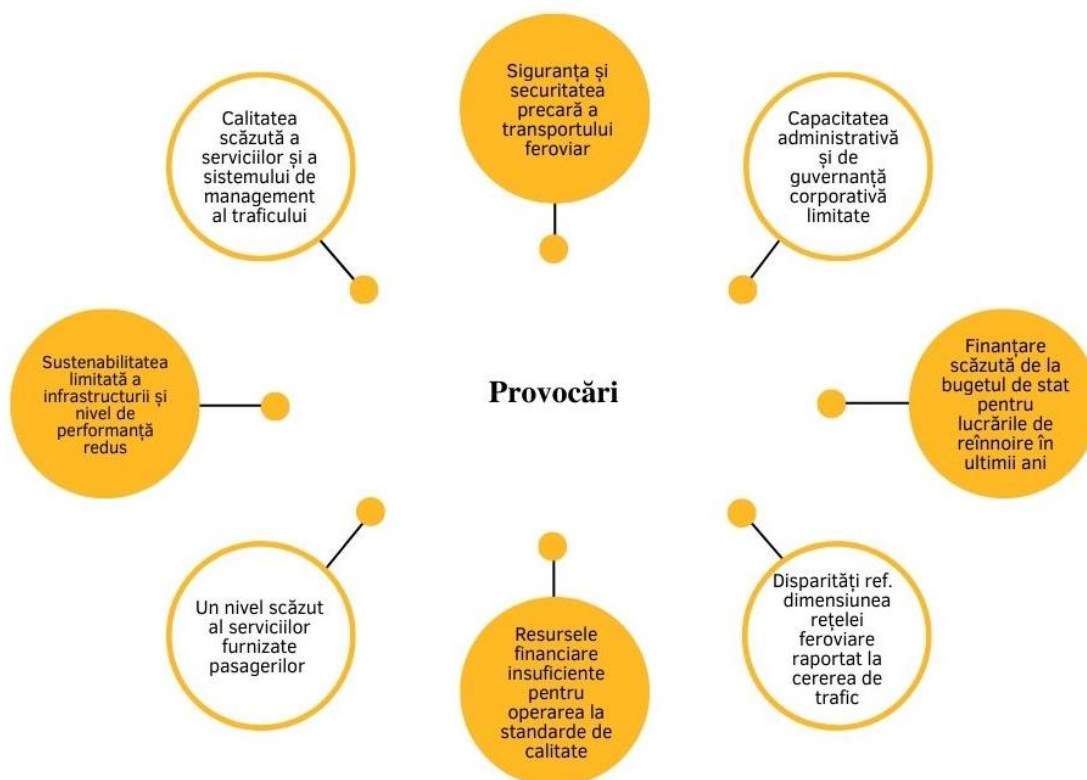 Siguranța și
securitatea
precară a
transportului
feroviar
Calitatea
scăzută a
serviciilor și a
sistemului de
management
al traficului
Capacitatea
administrativă
și de
guvernanță
corporativă
limitate
Sustenabilitatea
limitată a
infrastructurii și
nivel de
performanță
redus
Provocări
Finanțare
scăzută de la
bugetul de stat
pentru
lucrările de
reînnoire în
ultimii ani
Un nivel scăzut
al serviciilor
furnizate
pasagerilor
Resursele
financiare
insuficiente
pentru
operarea la
standarde de
calitate
Disparități ref.
dimensiunea
rețelei
feroviare
raportat la
cererea de
trafic